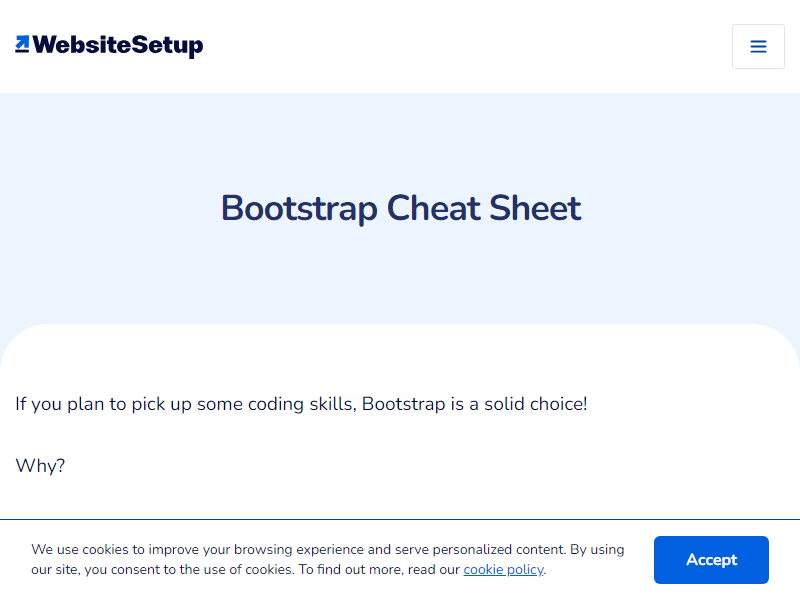 WebsiteSetup
Bootstrap Cheat Sheet
If you plan to pick up some coding skills, Bootstrap is a solid choice!
Why?
We use cookies to improve your browsing experience and serve personalized content. By using
our site, you consent to the use of cookies. To find out more, read our cookie policy.
Accept